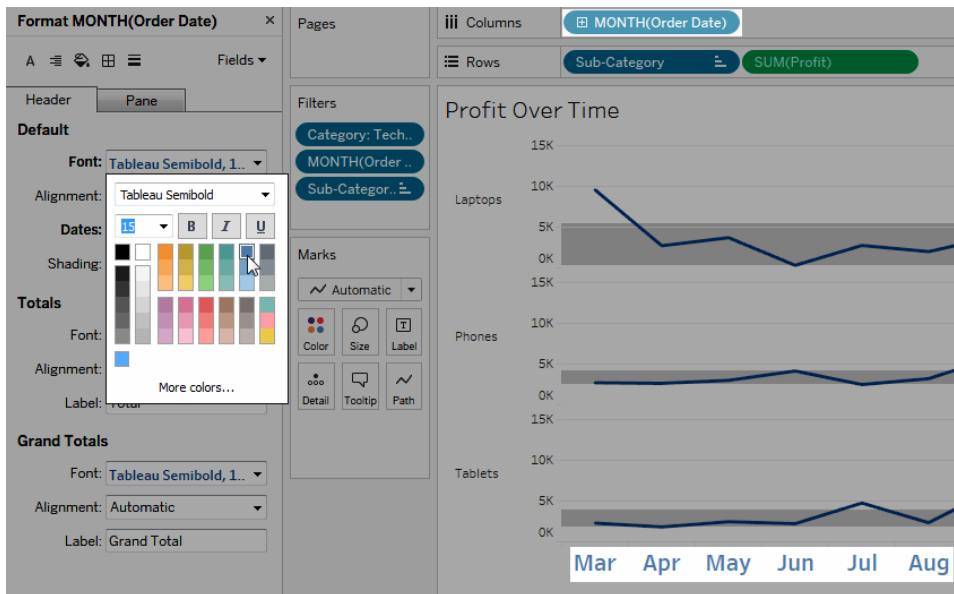 Format MONTH(Order Date) ×
A Fields
Header Pane
Default
Font: Tableau Semibold, 1..
Alignment:
Dates:
Shading:
Tableau Semibold
15 B I U
More colors...
Totals
Font:
Alignment:
Label: Total
Grand Totals
Font: Tableau Semibold, 1..
Alignment: Automatic
Label: Grand Total
Pages
Filters
Category: Tech..
MONTH(Order ..
Sub-Categor..
Marks
Automatic
Color Size Label
Detail Tooltip Path
iii Columns MONTH(Order Date)
Rows Sub-Category SUM(Profit)
Profit Over Time
Laptops
15K
10K
5K
0K
Phones
15K
10K
5K
0K
Tablets
15K
10K
5K
0K
Mar Apr May Jun Jul Aug